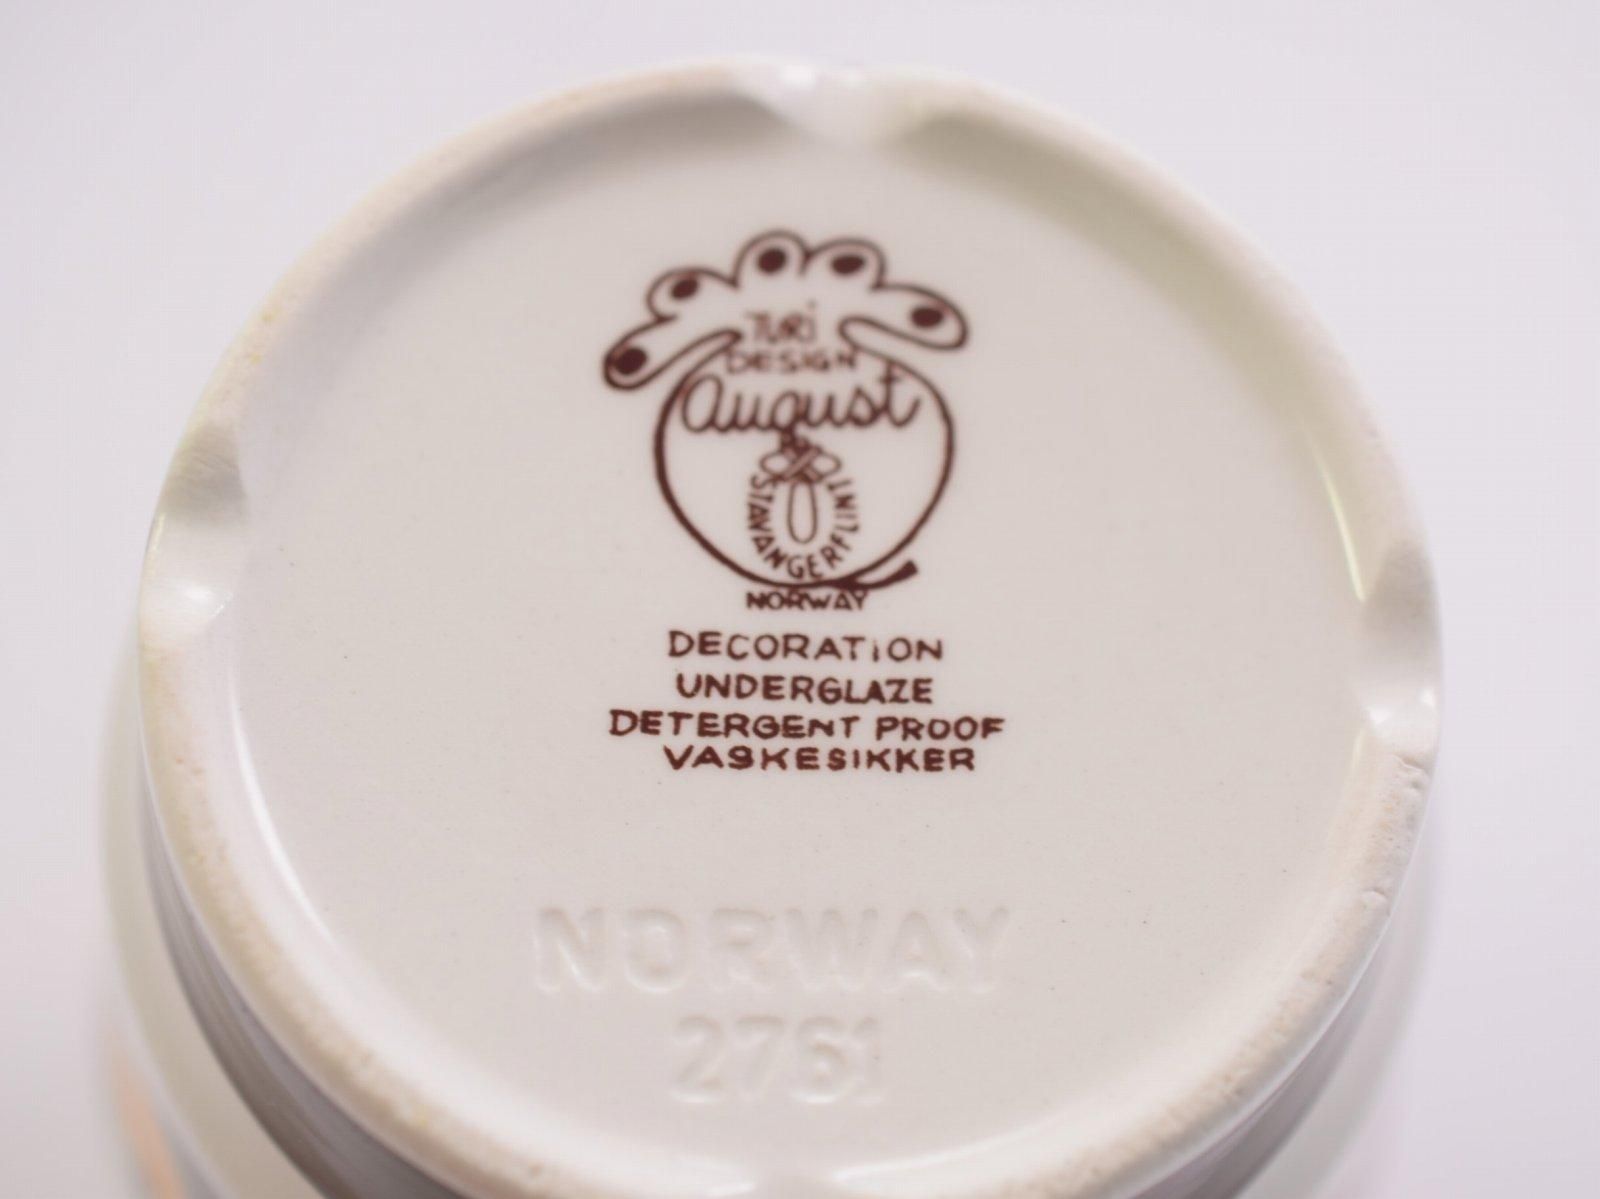 TURi
DESIGN
August
STAVANGERFLINT
NORWAY
DECORATiON
UNDERGLAZE
DETERGENT PROOF
VASKESIKKER
NORWAY
2761